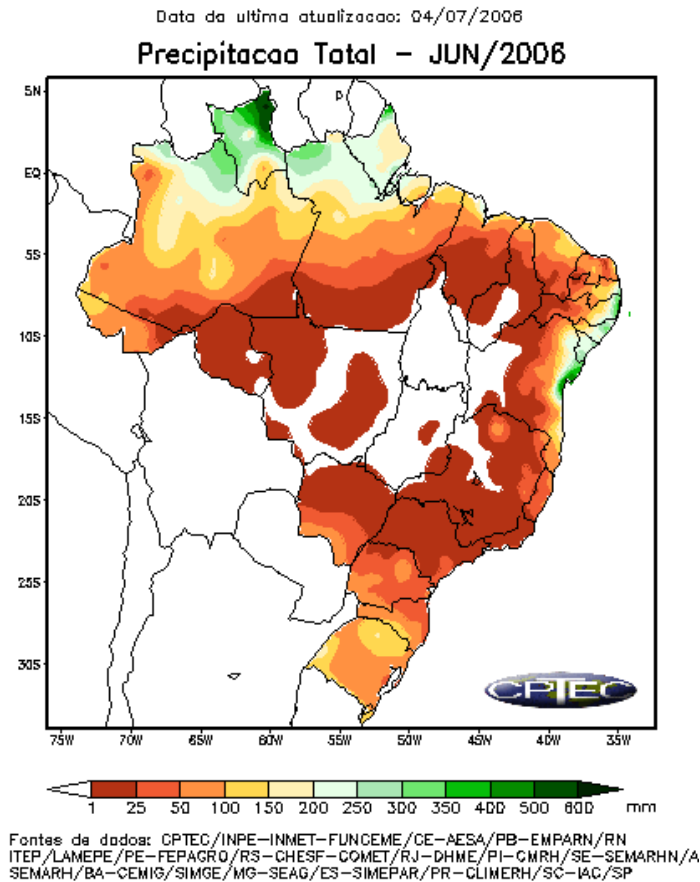 Data da ultima atualizacao: 04/07/2006
Precipitacao Total – JUN/2006
5N
EQ
5S
10S
15S
20S
25S
30S
75W 70W 65W 60W 55W 50W 45W 40W 35W
CPTEC
1 25 50 100 150 200 250 300 350 400 500 600 mm
Fontes de dados: CPTEC/INPE–INMET–FUNCEME/CE–AESA/PB–EMPARN/RN
ITEP/LAMEPE/PE–FEPAGRO/RS–CHESF–COMET/RJ–DHME/PI–CMRH/SE–SEMARHN/A
SEMARH/BA–CEMIG/SIMGE/MG–SEAG/ES–SIMEPAR/PR–CLIMERH/SC–IAC/SP